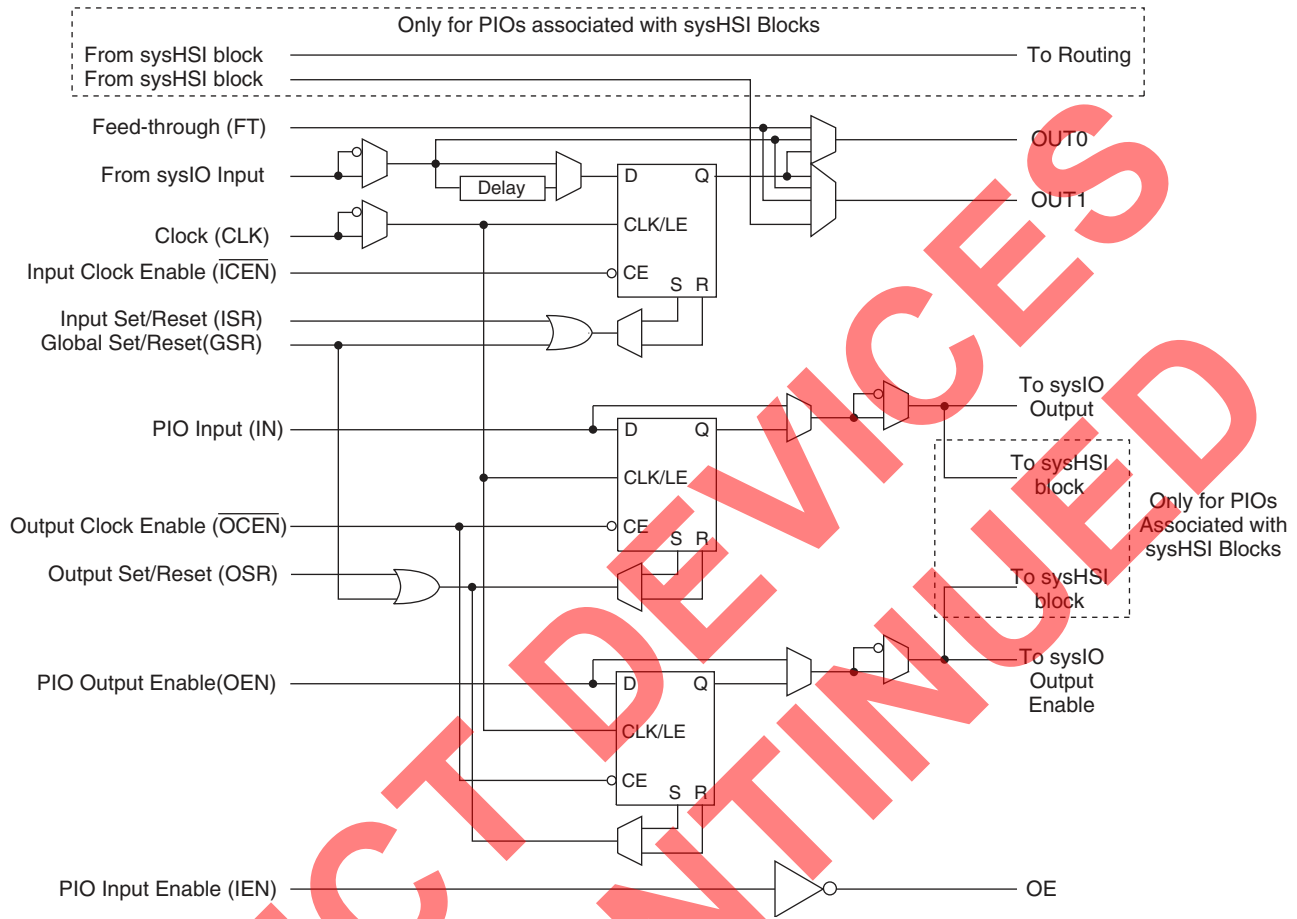 Only for PIOs associated with sysHSI Blocks
From sysHSI block
To Routing
From sysHSI block
Feed-through (FT)
OUT0
From sysIO Input
Delay
D
Q
OUT1
Clock (CLK)
CLK/LE
Input Clock Enable (ICEN)
CE
S R
Input Set/Reset (ISR)
Global Set/Reset(GSR)
To sysIO
Output
PIO Input (IN)
D
Q
CLK/LE
To sysHSI
block
Only for PIOs
Associated with
sysHSI Blocks
Output Clock Enable (OCEN)
CE
S R
Output Set/Reset (OSR)
To sysHSI
block
PIO Output Enable(OEN)
D
Q
To sysIO
Output
Enable
CLK/LE
CE
S R
PIO Input Enable (IEN)
OE
DEVICES